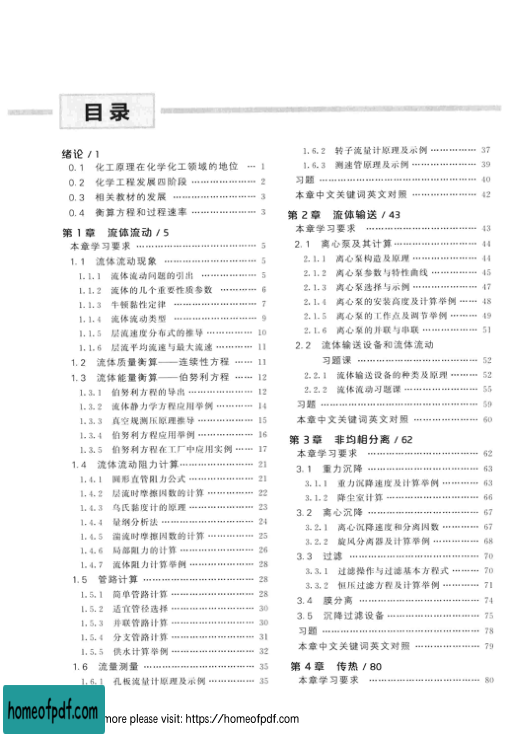 目录
绪论 / 1
0.1 化工原理在化学化工领域的地位 … 1
0.2 化学工程发展四阶段 …………… 2
0.3 相关教材的发展 ………………… 3
0.4 衡算方程和过程速率 …………… 3
第 1 章 流体流动 / 5
本章学习要求 ………………………… 5
1.1 流体流动现象 …………………… 5
1.1.1 流体流动问题的引出 ………… 5
1.1.2 流体的几个重要性质参数 …… 6
1.1.3 牛顿黏性定律 ………………… 7
1.1.4 流体流动类型 ………………… 9
1.1.5 层流速度分布式的推导 ……… 10
1.1.6 层流平均流速与最大流速 …… 11
1.2 流体质量衡算——连续性方程 …… 11
1.3 流体能量衡算——伯努利方程 …… 12
1.3.1 伯努利方程的导出 …………… 12
1.3.2 流体静力学方程应用举例 …… 14
1.3.3 真空规测压原理推导 ………… 15
1.3.4 伯努利方程应用举例 ………… 16
1.3.5 伯努利方程在工厂中应用实例 …… 17
1.4 流体流动阻力计算 ……………… 21
1.4.1 圆形直管阻力公式 …………… 21
1.4.2 层流时摩擦因数的计算 ……… 22
1.4.3 乌氏黏度计的原理 …………… 23
1.4.4 量纲分析法 …………………… 24
1.4.5 湍流时摩擦因数的计算 ……… 25
1.4.6 局部阻力的计算 ……………… 26
1.4.7 流体阻力计算举例 …………… 28
1.5 管路计算 ………………………… 28
1.5.1 简单管路计算 ………………… 28
1.5.2 适宜管径选择 ………………… 30
1.5.3 并联管路计算 ………………… 30
1.5.4 分支管路计算 ………………… 31
1.5.5 供水计算举例 ………………… 32
1.6 流量测量 ………………………… 35
1.6.1 孔板流量计原理及示例 ……… 35
1.6.2 转子流量计原理及示例 ……… 37
1.6.3 测速管原理及示例 …………… 39
习题 …………………………………… 40
本章中文关键词英文对照 …………… 42
第 2 章 流体输送 / 43
本章学习要求 ………………………… 43
2.1 离心泵及其计算 ………………… 44
2.1.1 离心泵构造及原理 …………… 44
2.1.2 离心泵参数与特性曲线 ……… 45
2.1.3 离心泵选择与示例 …………… 47
2.1.4 离心泵的安装高度及计算举例 …… 48
2.1.5 离心泵的工作点及调节举例 …… 49
2.1.6 离心泵的并联与串联 ………… 51
2.2 流体输送设备和流体流动
习题课 ………………………………… 52
2.2.1 流体输送设备的种类及原理 …… 52
2.2.2 流体流动习题课 ……………… 55
习题 …………………………………… 59
本章中文关键词英文对照 …………… 60
第 3 章 非均相分离 / 62
本章学习要求 ………………………… 62
3.1 重力沉降 ………………………… 63
3.1.1 重力沉降速度及计算举例 …… 63
3.1.2 降尘室计算 …………………… 66
3.2 离心沉降 ………………………… 67
3.2.1 离心沉降速度和分离因数 …… 67
3.2.2 旋风分离器及计算举例 ……… 68
3.3 过滤 ……………………………… 70
3.3.1 过滤操作与过滤基本方程式 …… 70
3.3.2 恒压过滤方程及计算举例 …… 71
3.4 膜分离 …………………………… 74
3.5 沉降过滤设备 …………………… 75
习题 …………………………………… 78
本章中文关键词英文对照 …………… 79
第 4 章 传热 / 80
本章学习要求 ………………………… 80
homeofpdf.com
more please visit: https://homeofpdf.com